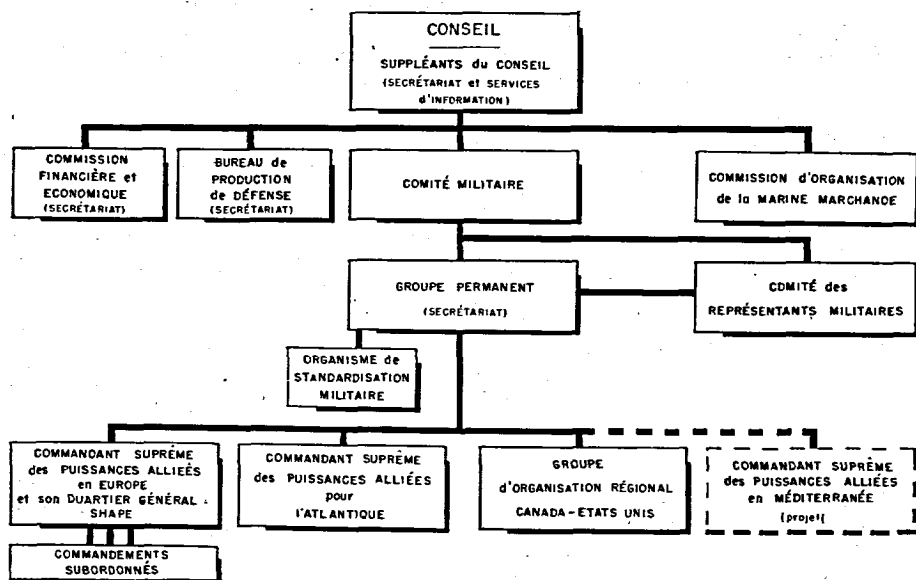 CONSEIL
SUPPLÉANTS du CONSEIL
(SECRÉTARIAT et SERVICES
d'INFORMATION)
COMMISSION
FINANCIÈRE et
ECONOMIQUE
(SECRÉTARIAT)
BUREAU de
PRODUCTION
de DÉFENSE
(SECRÉTARIAT)
COMITÉ MILITAIRE
COMMISSION d'ORGANISATION
de la MARINE MARCHANDE
GROUPE PERMANENT
(SECRÉTARIAT)
COMITÉ des
REPRÉSENTANTS MILITAIRES
ORGANISME de
STANDARDISATION
MILITAIRE
COMMANDANT SUPRÊME
des PUISSANCES ALLIEÉS
en EUROPE
et son QUARTIER GÉNÉRAL
SHAPE
COMMANDANT SUPRÊME
des PUISSANCES ALLIÉES
pour
l'ATLANTIQUE
GROUPE
d'ORGANISATION RÉGIONAL
CANADA-ETATS UNIS
COMMANDANT SUPRÊME
des PUISSANCES ALLIÉES
en MÉDITERRANÉE
(projet(
COMMANDEMENTS
SUBORDONNÉS